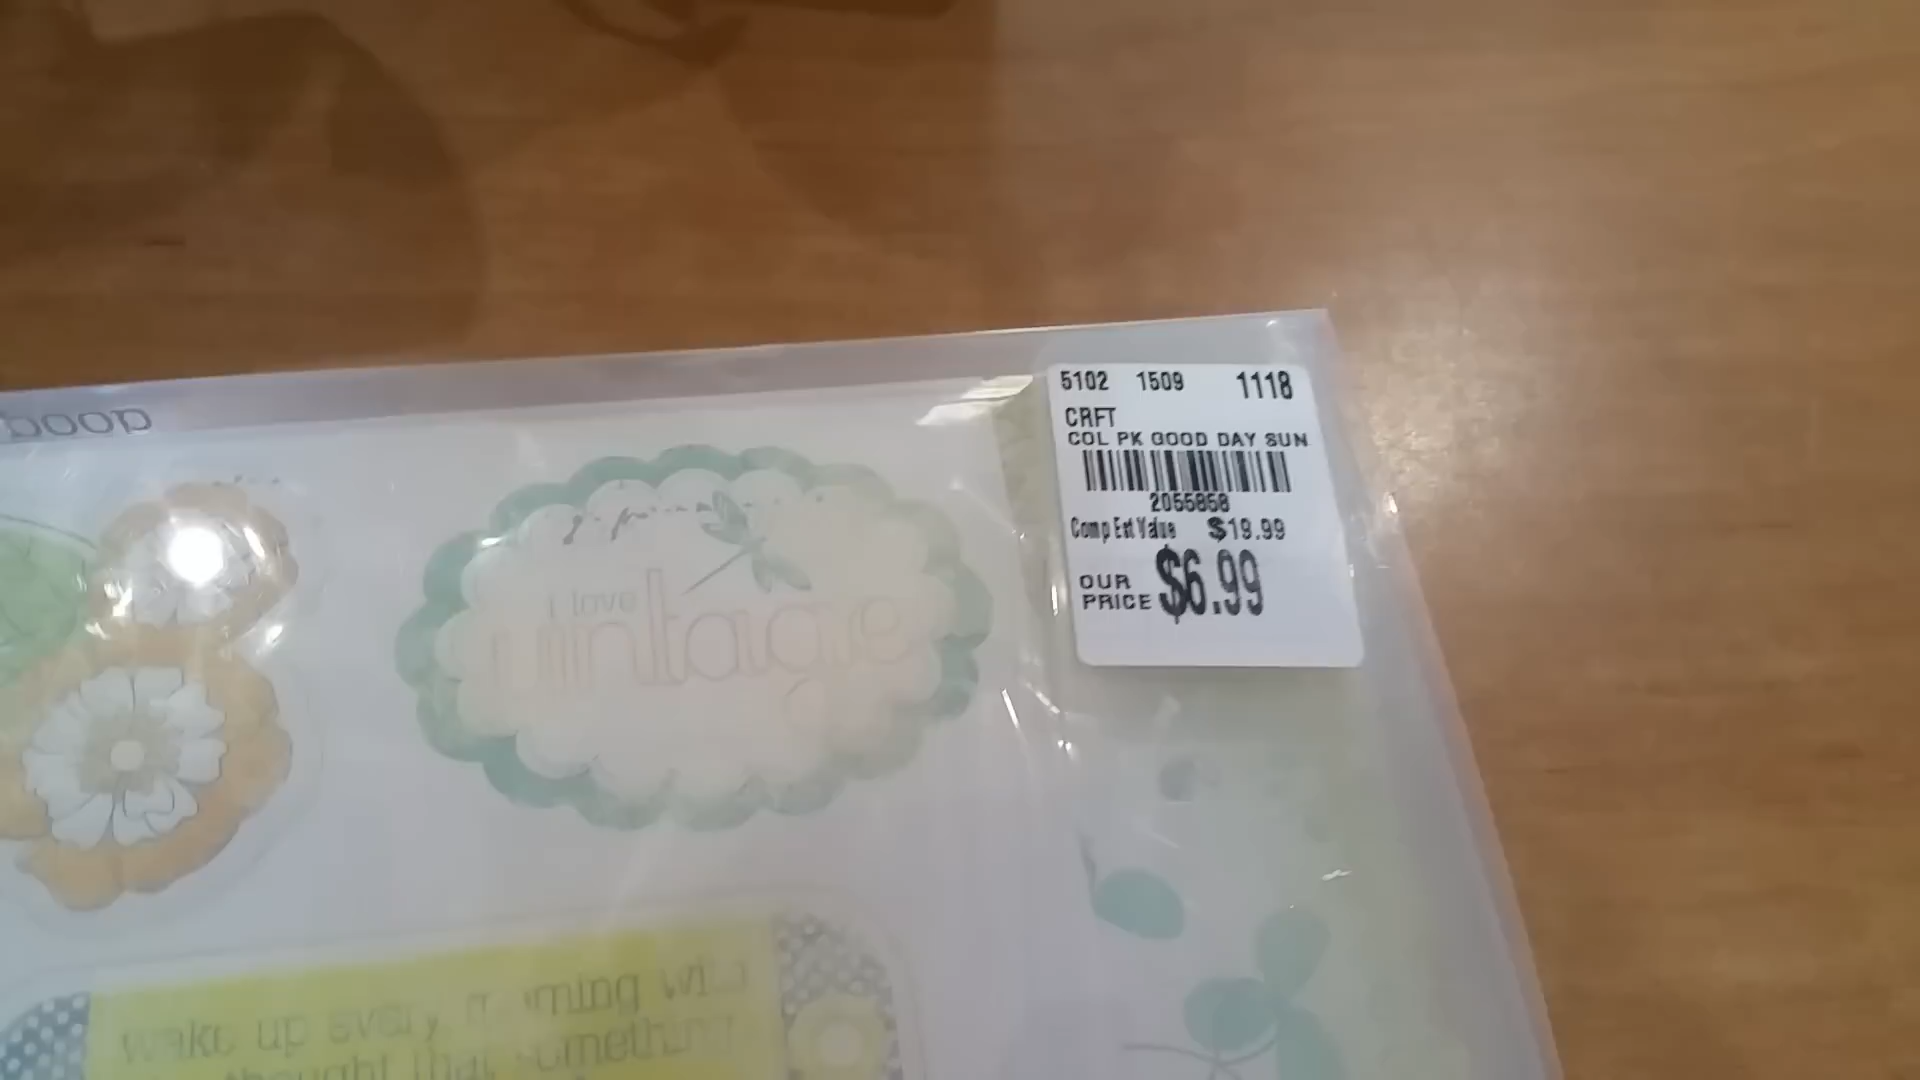 5102 1509 1118
CRFT
COL PK GOOD DAY SUN
2055858
Comp Est Value $19.99
OUR PRICE $6.99
good
i love
vintage
wake up every morning with
thought that something